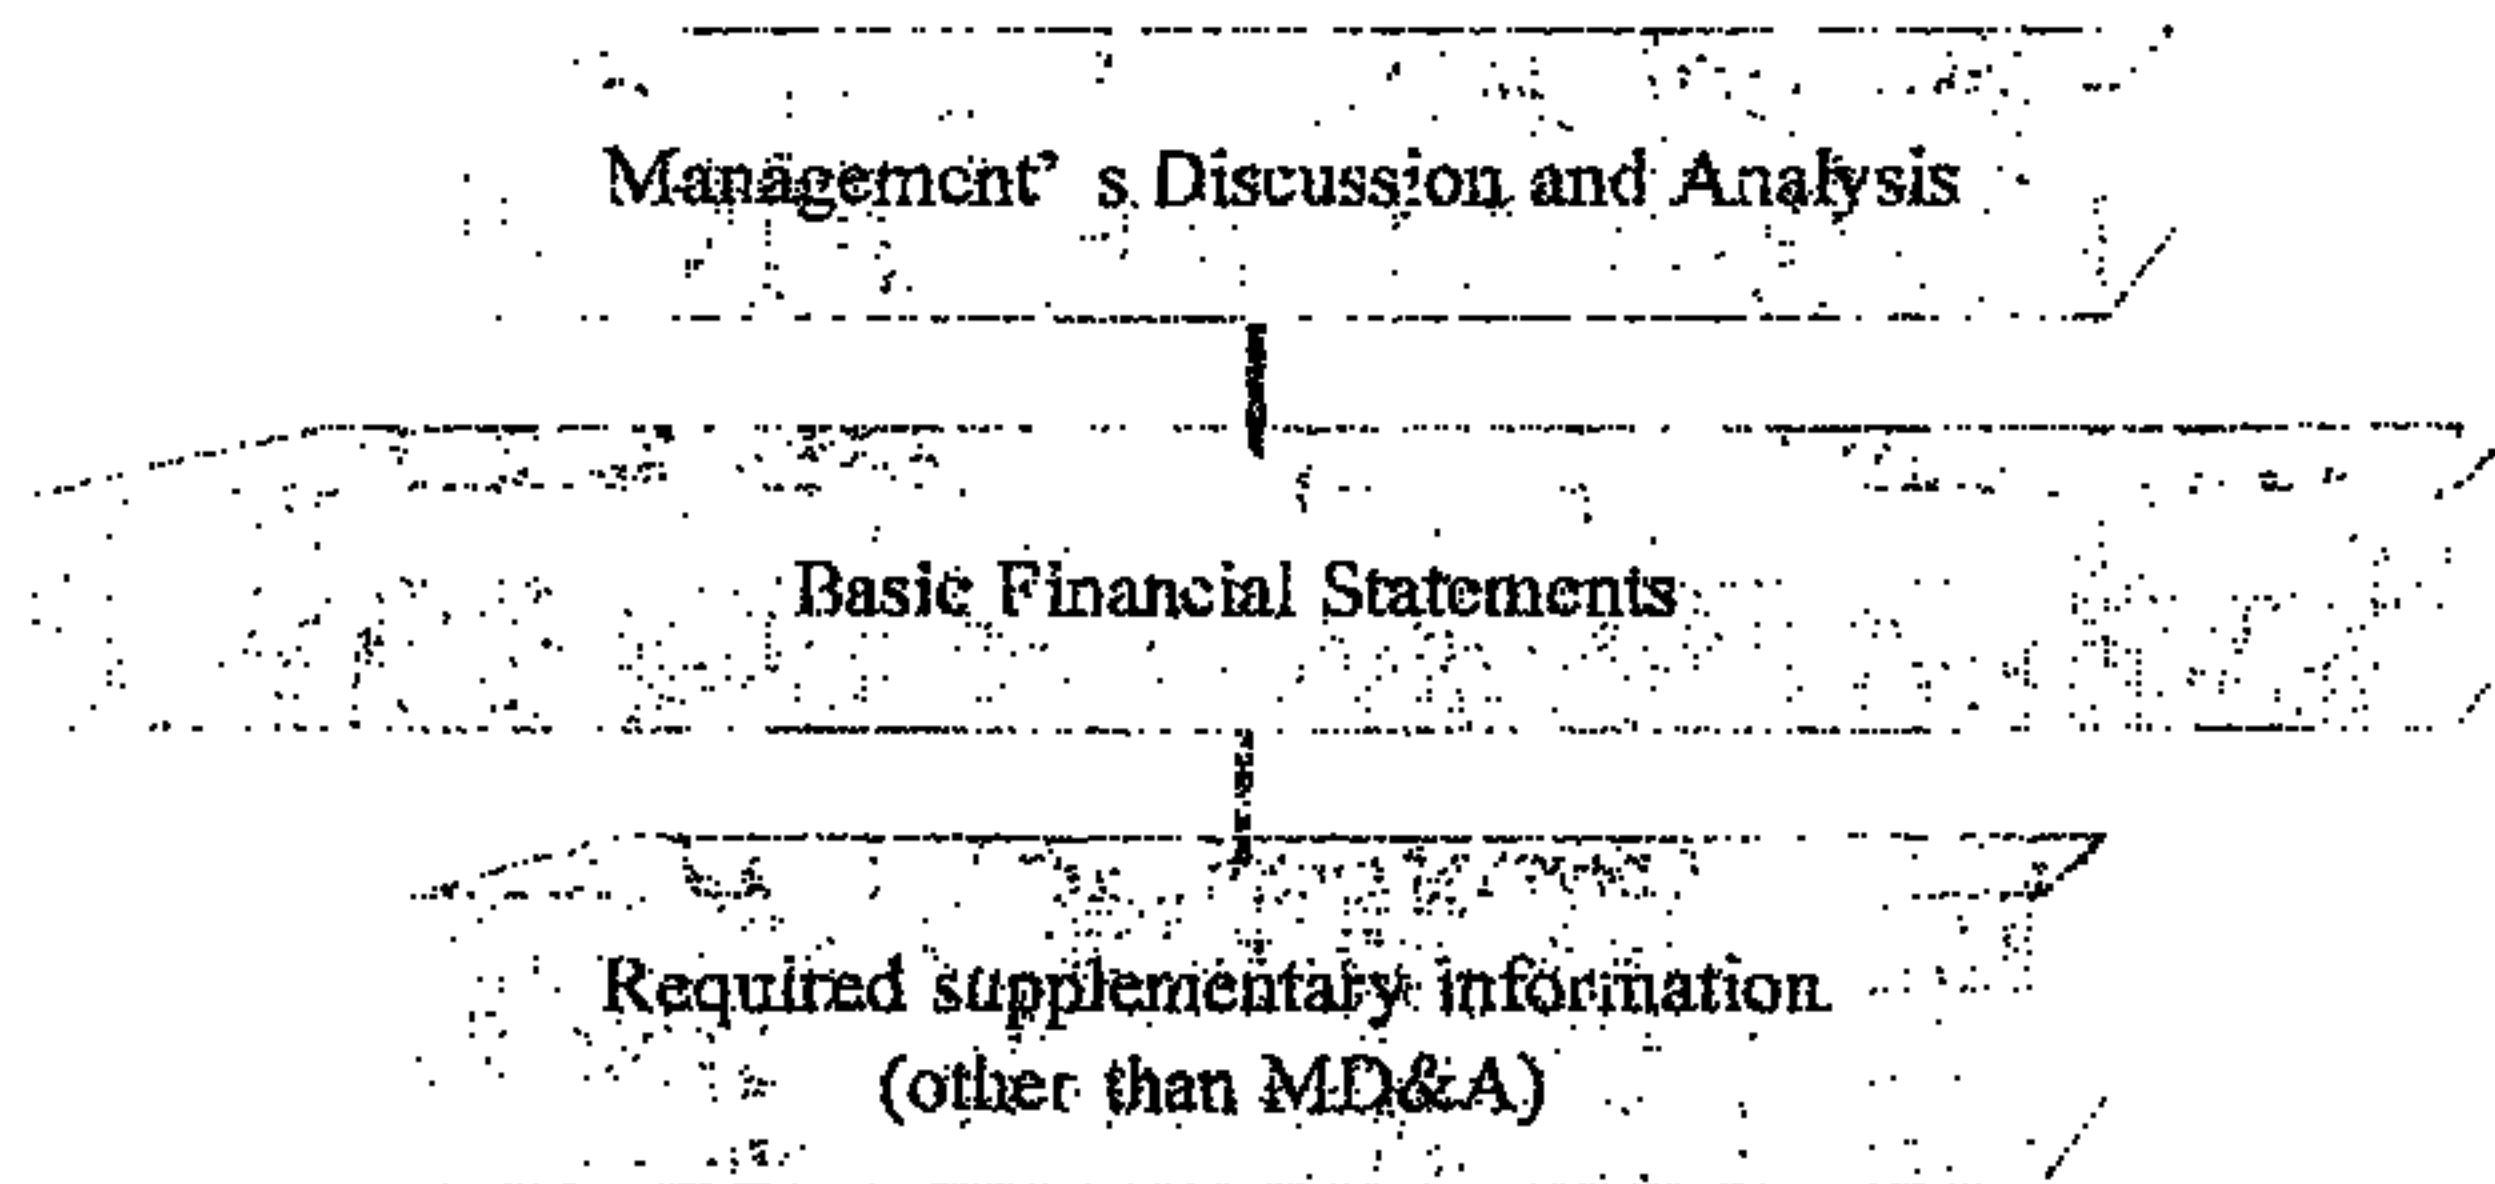 Management’ s Discussion and Analysis
Basic Financial Statements
Required supplementary information
(other than MD&A)